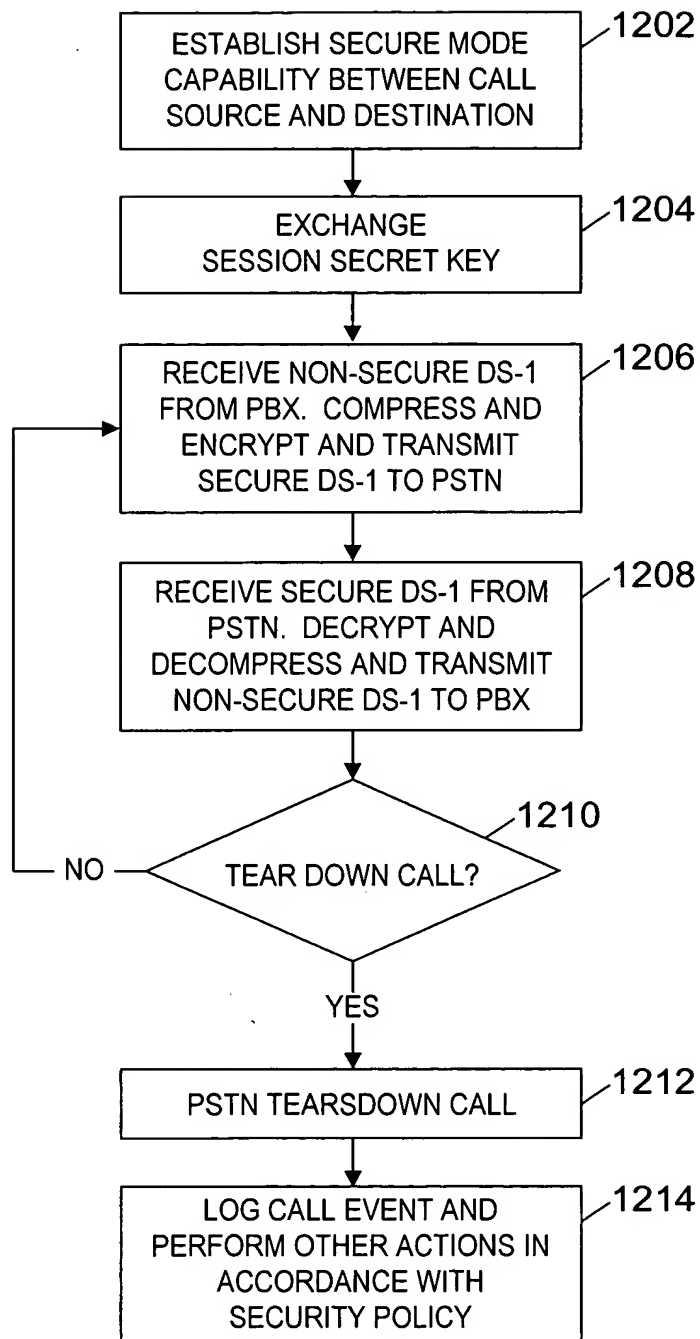 1202
ESTABLISH SECURE MODE
CAPABILITY BETWEEN CALL
SOURCE AND DESTINATION
1204
EXCHANGE
SESSION SECRET KEY
1206
RECEIVE NON-SECURE DS-1
FROM PBX. COMPRESS AND
ENCRYPT AND TRANSMIT
SECURE DS-1 TO PSTN
1208
RECEIVE SECURE DS-1 FROM
PSTN. DECRYPT AND
DECOMPRESS AND TRANSMIT
NON-SECURE DS-1 TO PBX
1210
TEAR DOWN CALL?
NO
YES
1212
PSTN TEARSDOWN CALL
1214
LOG CALL EVENT AND
PERFORM OTHER ACTIONS IN
ACCORDANCE WITH
SECURITY POLICY